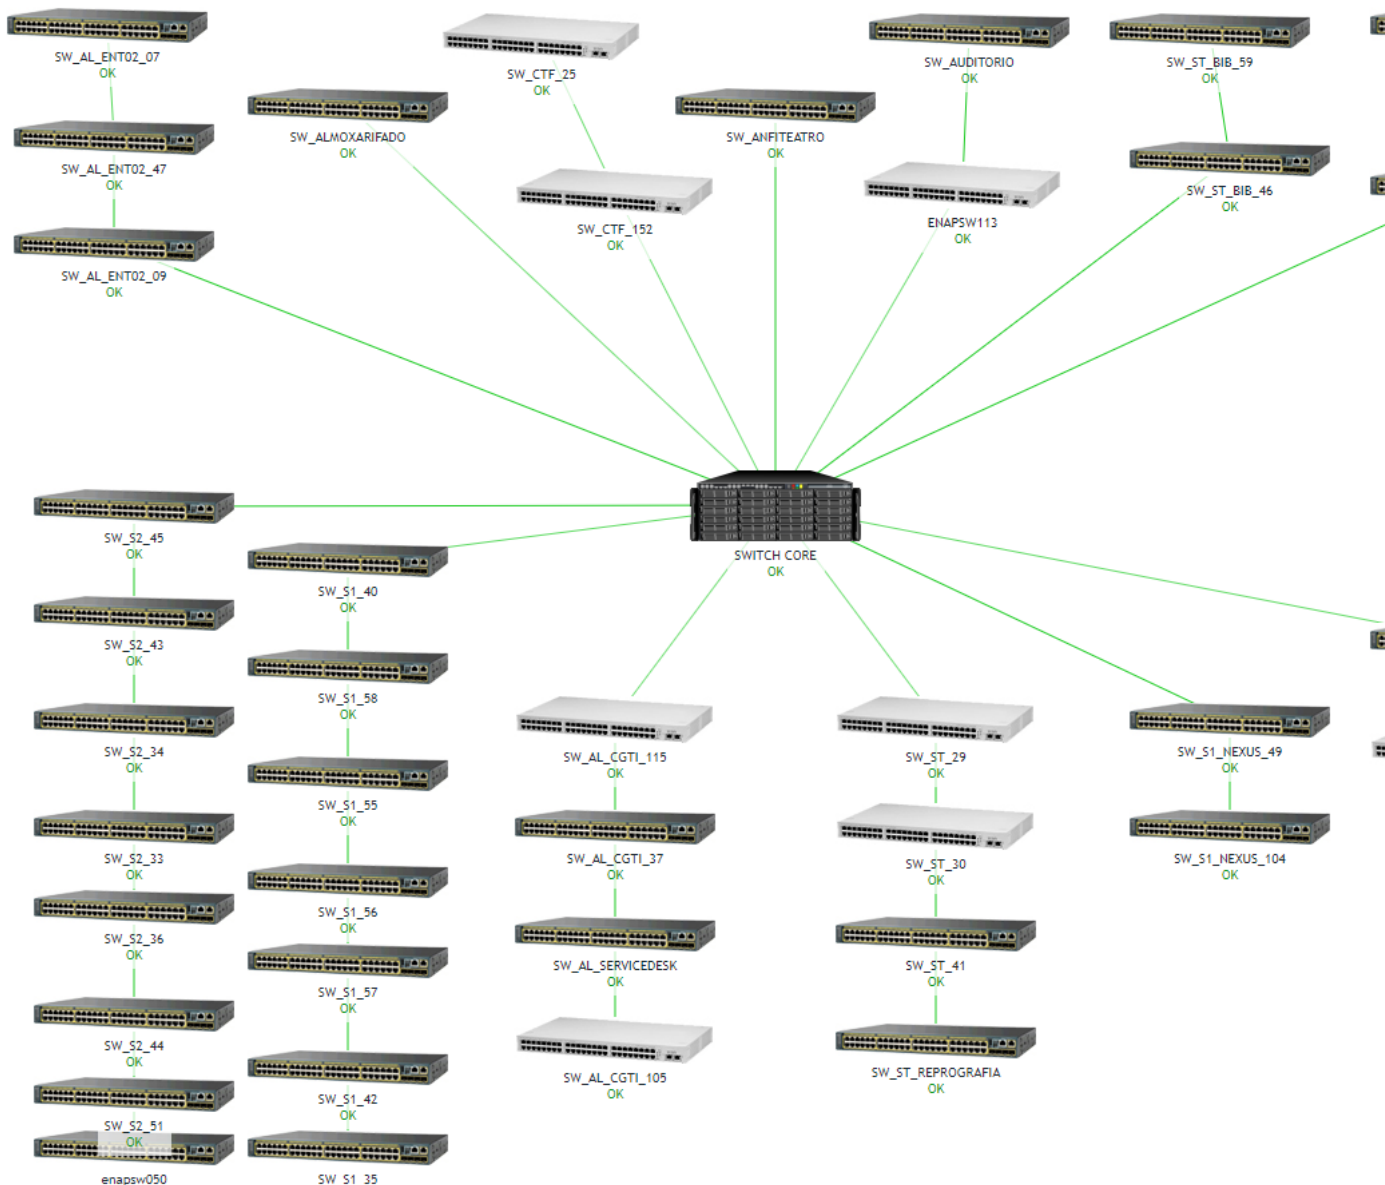 SW_AL_ENT02_07
OK
SW_CTF_25
OK
SW_AUDITORIO
OK
SW_ST_BIB_59
OK
SW_ALMOXARIFADO
OK
SW_ANFITEATRO
OK
SW_AL_ENT02_47
OK
SW_CTF_152
OK
ENAPSW113
OK
SW_ST_BIB_46
OK
SW_AL_ENT02_09
OK
SWITCH CORE
OK
SW_S2_45
OK
SW_S1_40
OK
SW_S2_43
OK
SW_S1_58
OK
SW_S2_34
OK
SW_AL_CGTI_115
OK
SW_ST_29
OK
SW_S1_NEXUS_49
OK
SW_S1_55
OK
SW_S2_33
OK
SW_AL_CGTI_37
OK
SW_ST_30
OK
SW_S1_NEXUS_104
OK
SW_S1_56
OK
SW_S2_36
OK
SW_AL_SERVICEDESK
OK
SW_ST_41
OK
SW_S1_57
OK
SW_S2_44
OK
SW_AL_CGTI_105
OK
SW_ST_REPROGRAFIA
OK
SW_S1_42
OK
SW_S2_51
OK
enapsw050
SW_S1_35